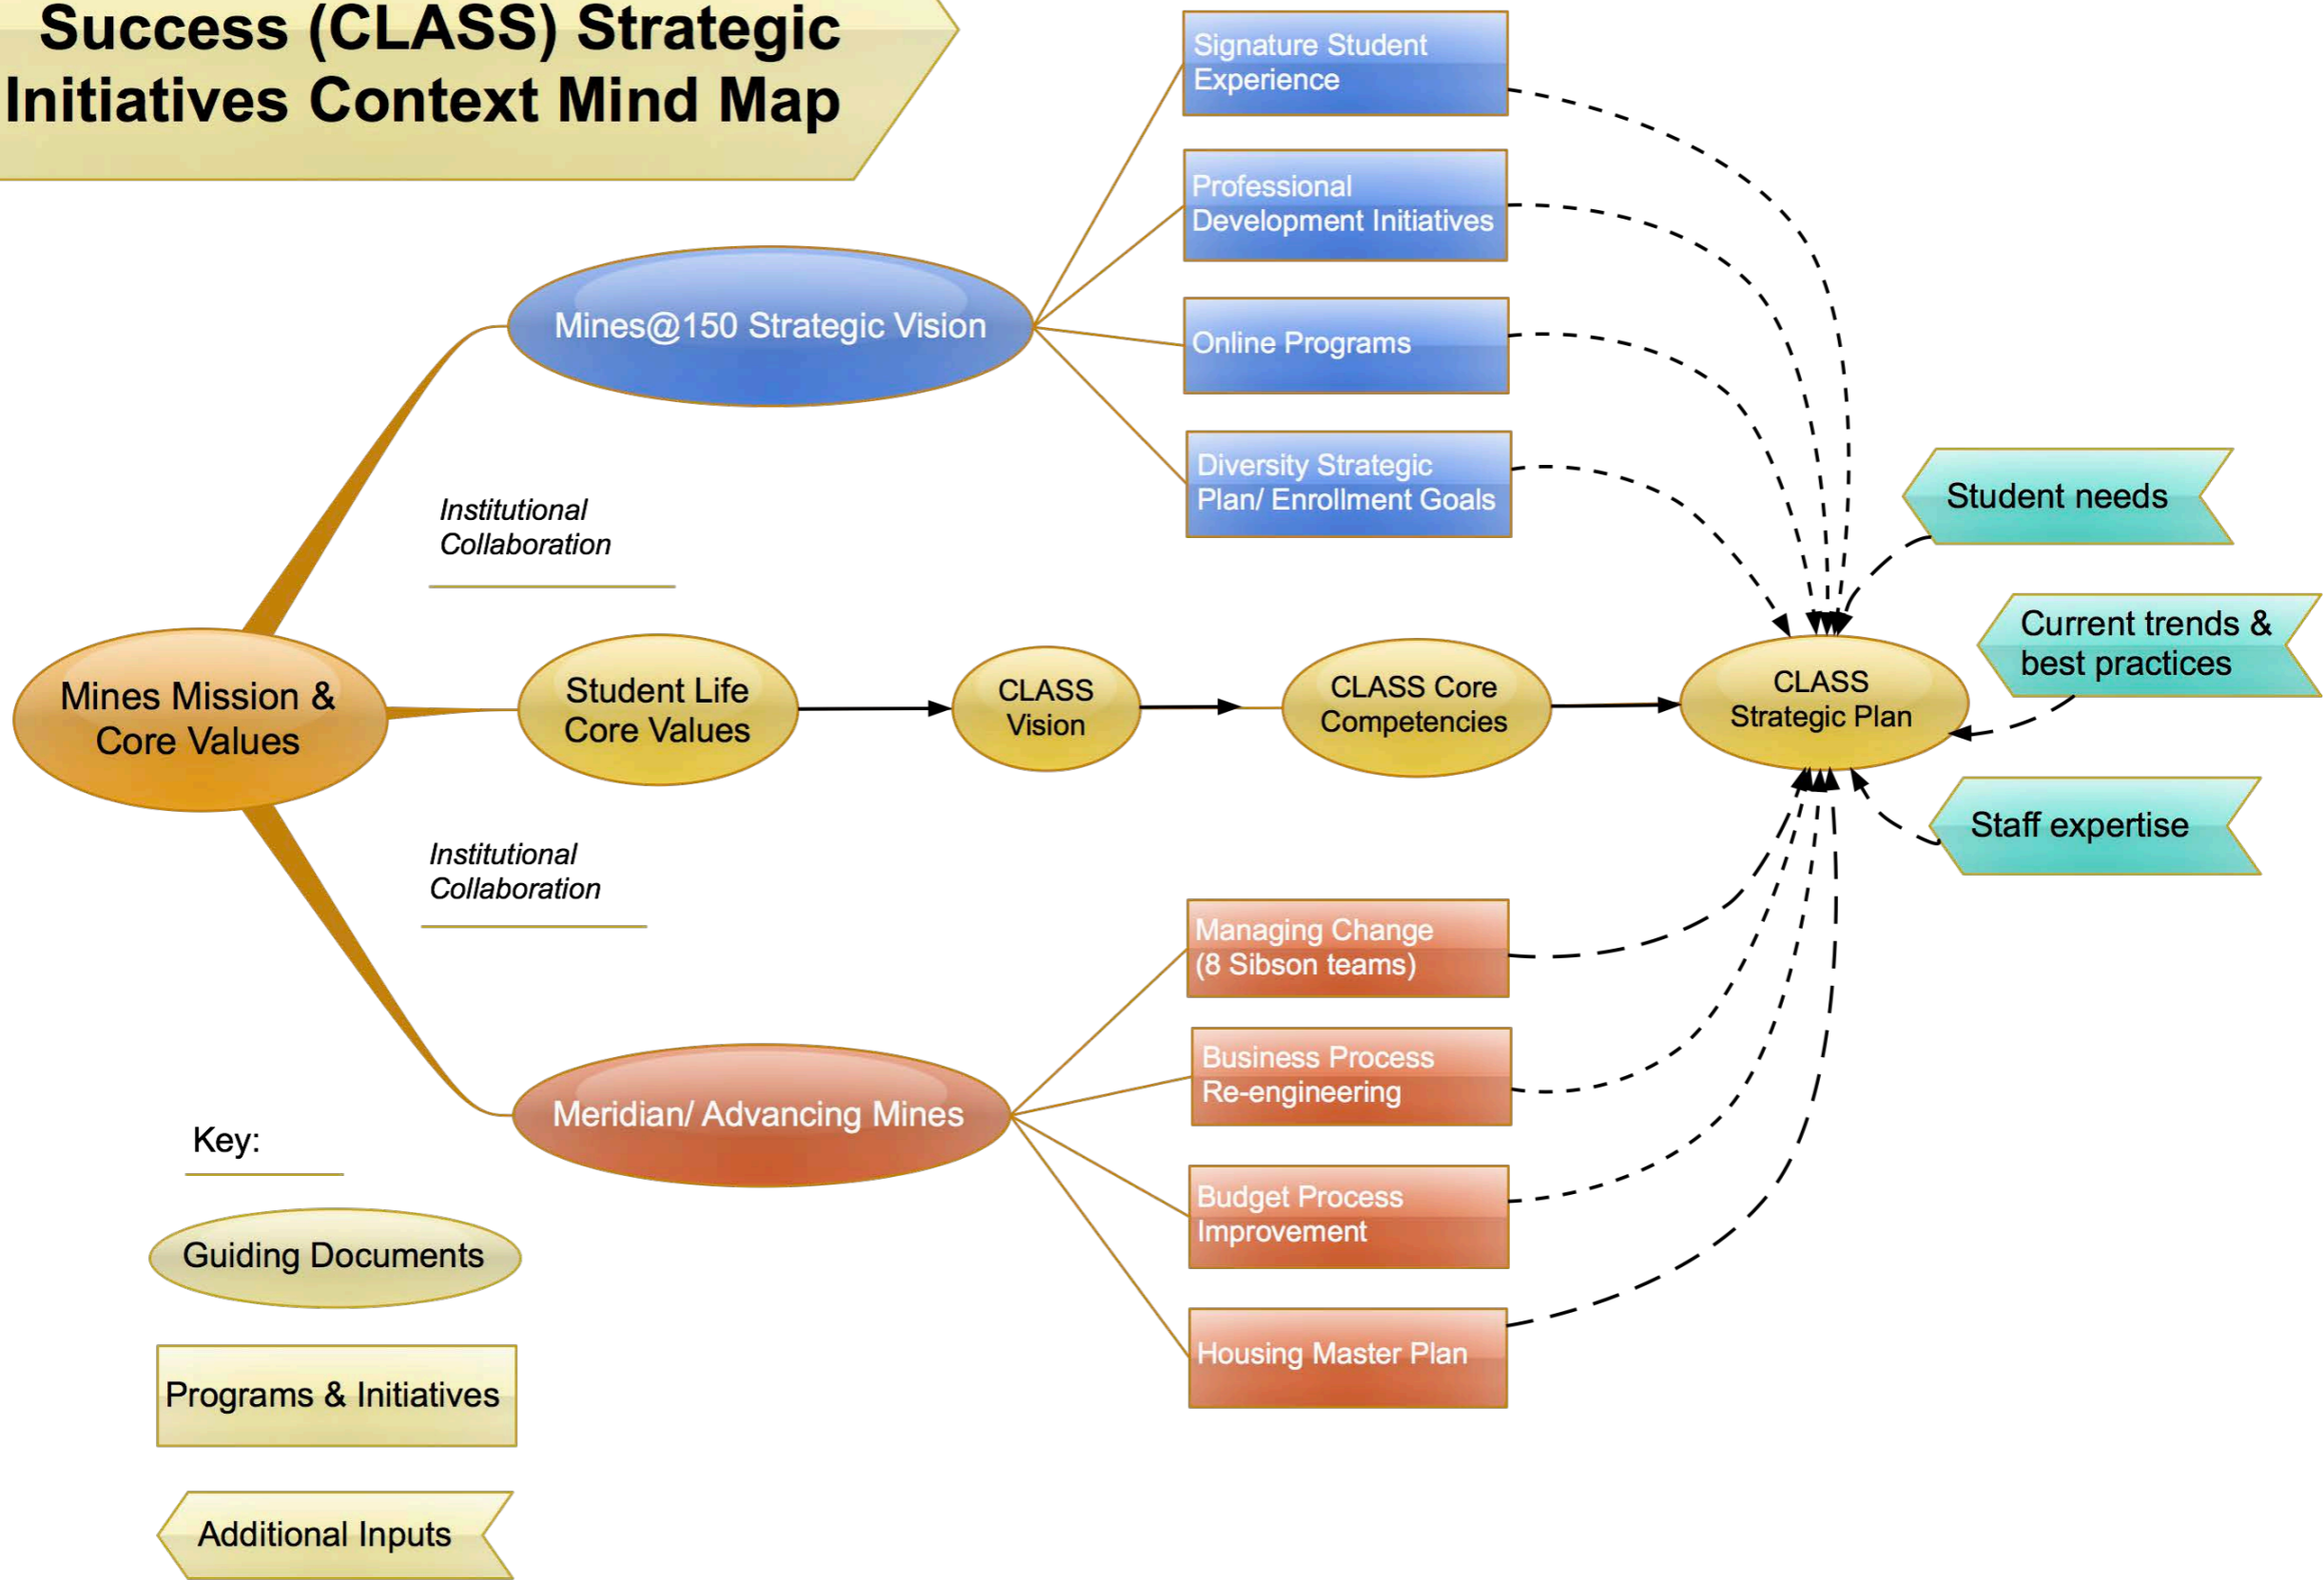 Success (CLASS) Strategic
Initiatives Context Mind Map
Signature Student
Experience
Professional
Development Initiatives
Mines@150 Strategic Vision
Online Programs
Diversity Strategic
Plan/ Enrollment Goals
Student needs
Institutional
Collaboration
Current trends &
best practices
Mines Mission &
Core Values
Student Life
Core Values
CLASS
Vision
CLASS Core
Competencies
CLASS
Strategic Plan
Staff expertise
Institutional
Collaboration
Managing Change
(8 Sibson teams)
Business Process
Re-engineering
Meridian/ Advancing Mines
Budget Process
Improvement
Housing Master Plan
Key:
Guiding Documents
Programs & Initiatives
Additional Inputs